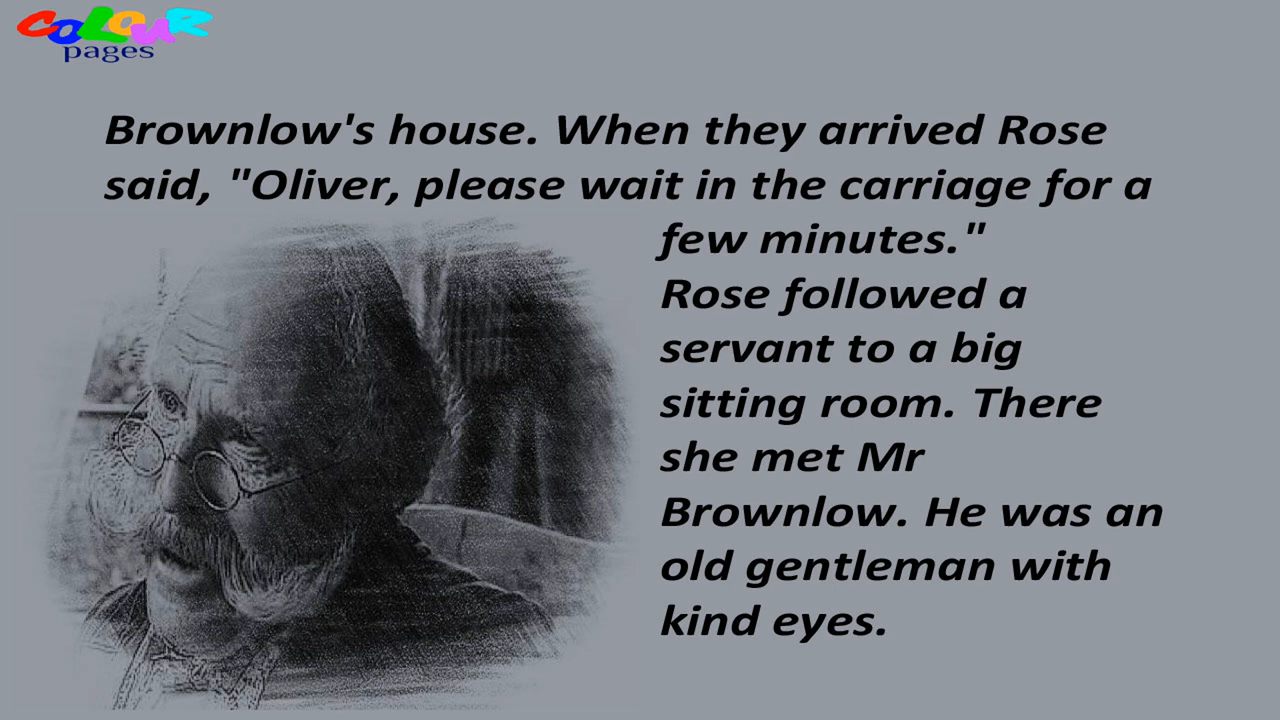 COLOUR
pages
Brownlow's house. When they arrived Rose
said, "Oliver, please wait in the carriage for a
few minutes."
Rose followed a
servant to a big
sitting room. There
she met Mr
Brownlow. He was an
old gentleman with
kind eyes.